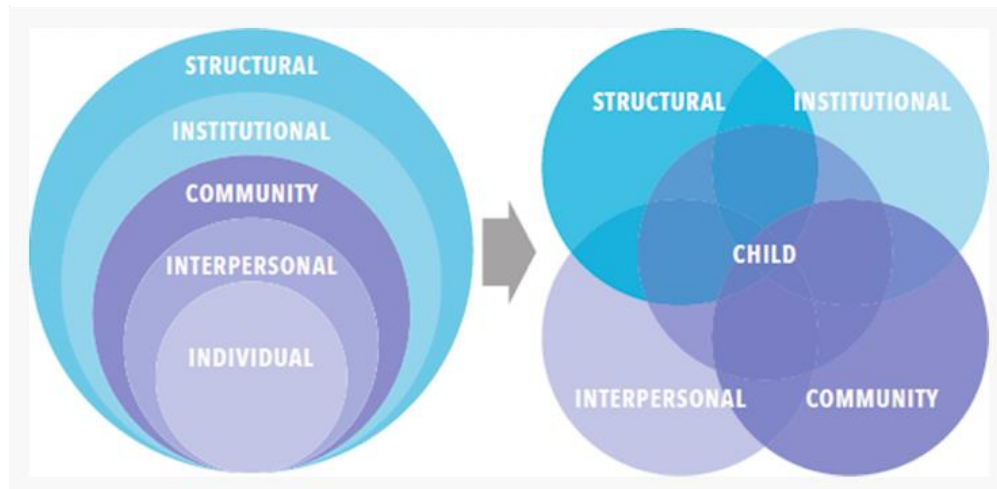 STRUCTURAL
INSTITUTIONAL
COMMUNITY
INTERPERSONAL
INDIVIDUAL
STRUCTURAL
INSTITUTIONAL
CHILD
INTERPERSONAL
COMMUNITY